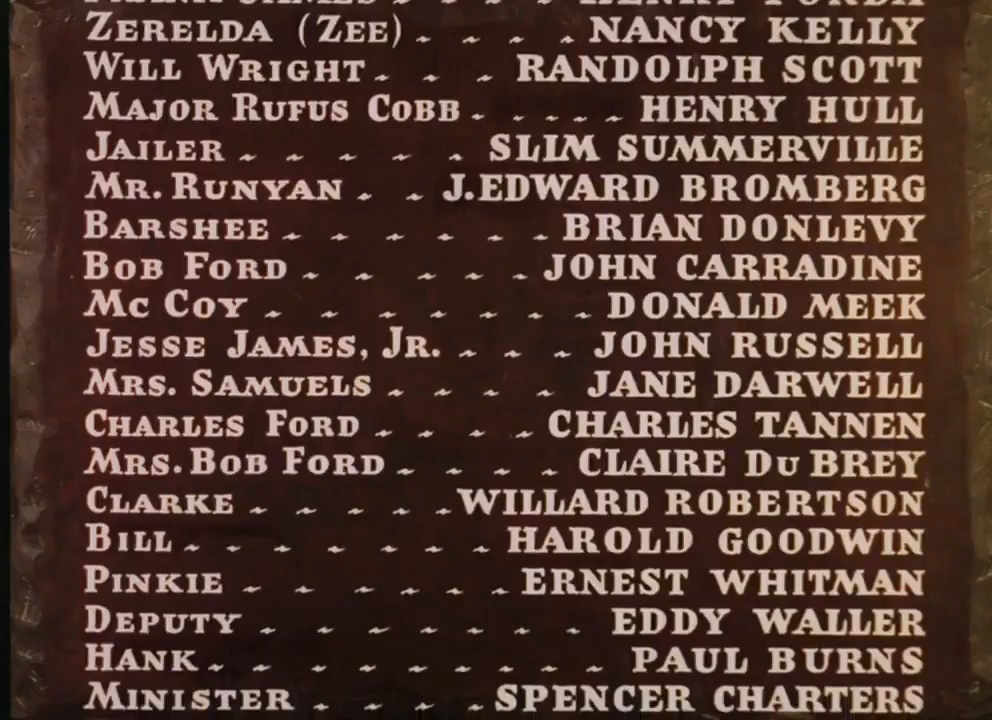 ZERELDA (ZEE) ~ ~ ~ ~ NANCY KELLY
WILL WRIGHT ~ ~ ~ RANDOLPH SCOTT
MAJOR RUFUS COBB ~ ~ ~ ~ ~ HENRY HULL
JAILER ~ ~ ~ ~ ~ SLIM SUMMERVILLE
MR. RUNYAN ~ ~ J.EDWARD BROMBERG
BARSHEE ~ ~ ~ ~ ~ ~ BRIAN DONLEVY
BOB FORD ~ ~ ~ ~ ~ JOHN CARRADINE
MC COY ~ ~ ~ ~ ~ ~ ~ DONALD MEEK
JESSE JAMES, JR. ~ ~ ~ JOHN RUSSELL
MRS. SAMUELS ~ ~ ~ ~ JANE DARWELL
CHARLES FORD ~ ~ ~ ~ CHARLES TANNEN
MRS. BOB FORD ~ ~ ~ ~ CLAIRE DU BREY
CLARKE ~ ~ ~ ~ ~ WILLARD ROBERTSON
BILL ~ ~ ~ ~ ~ ~ ~ HAROLD GOODWIN
PINKIE ~ ~ ~ ~ ~ ~ ERNEST WHITMAN
DEPUTY ~ ~ ~ ~ ~ ~ ~ EDDY WALLER
HANK ~ ~ ~ ~ ~ ~ ~ ~ ~ PAUL BURNS
MINISTER ~ ~ ~ ~ SPENCER CHARTERS